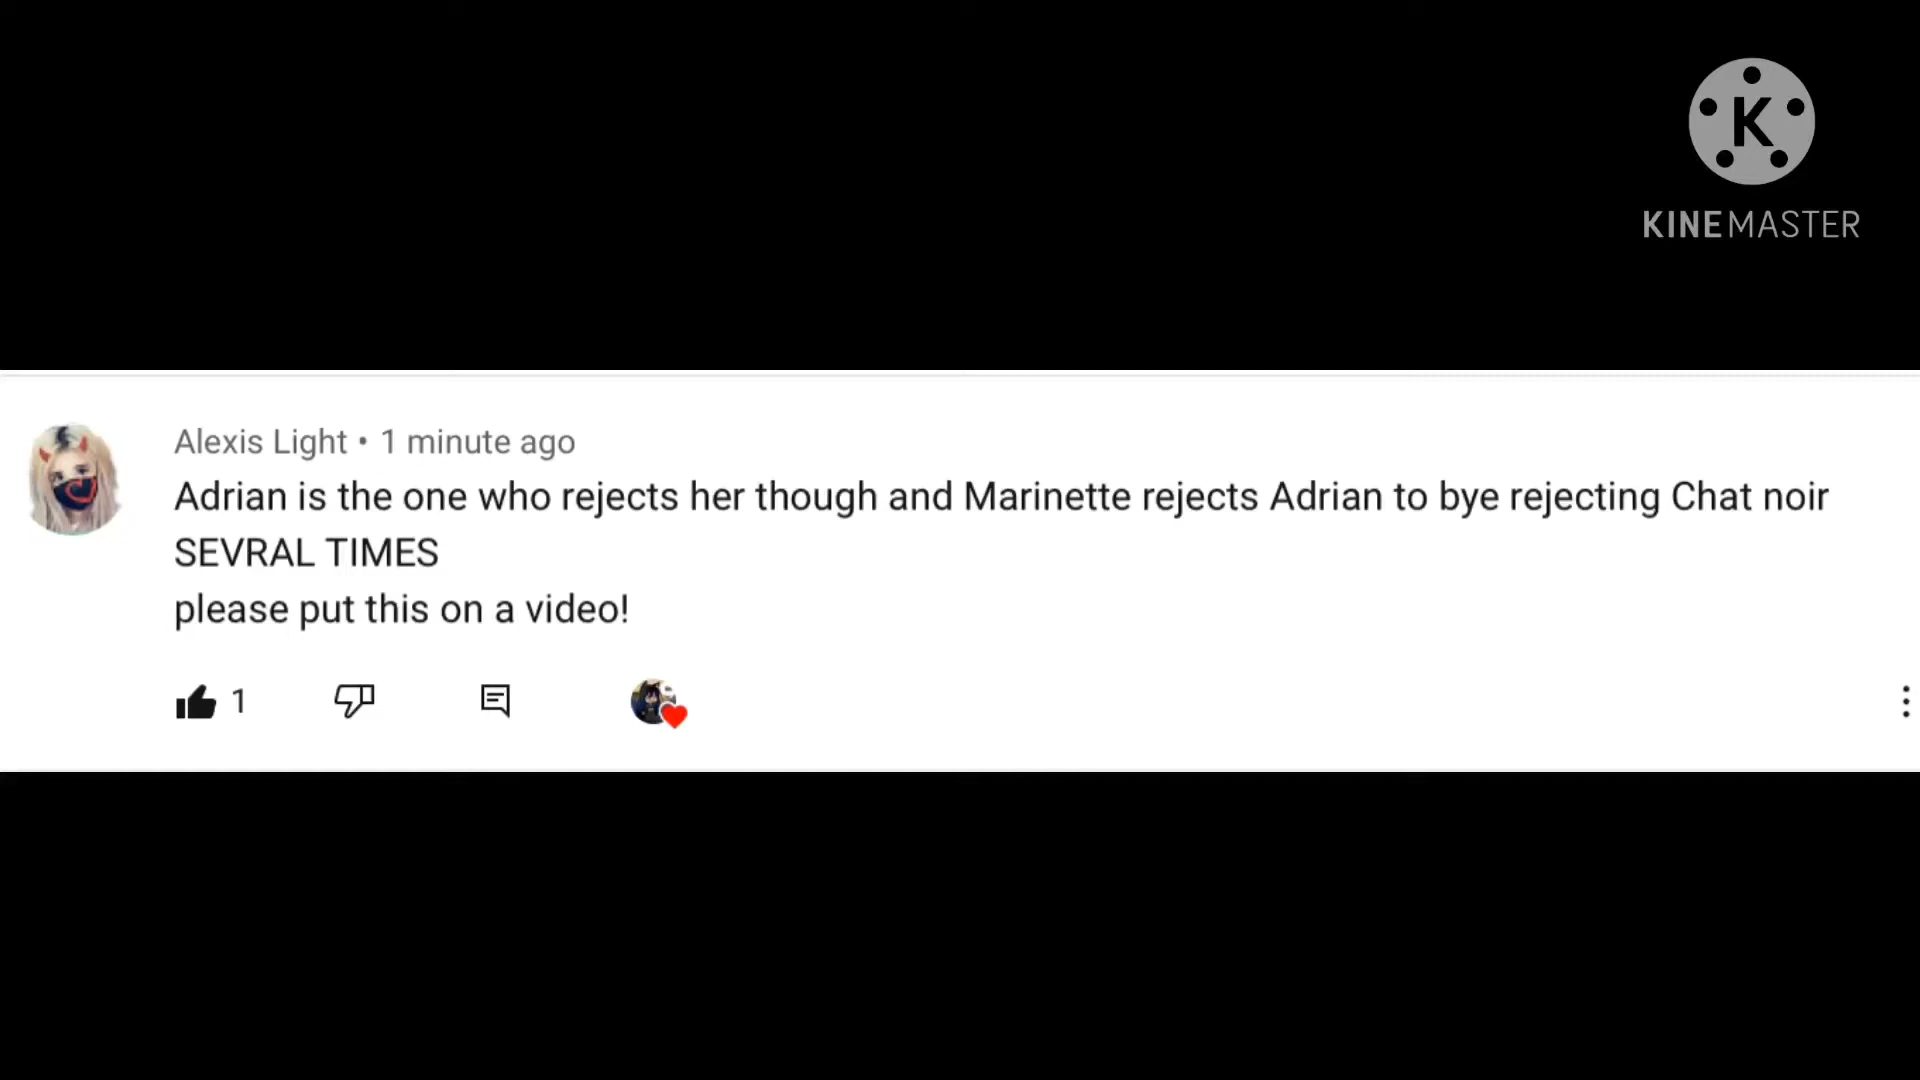 K
KINEMASTER
Alexis Light • 1 minute ago
Adrian is the one who rejects her though and Marinette rejects Adrian to bye rejecting Chat noir
SEVRAL TIMES
please put this on a video!
1